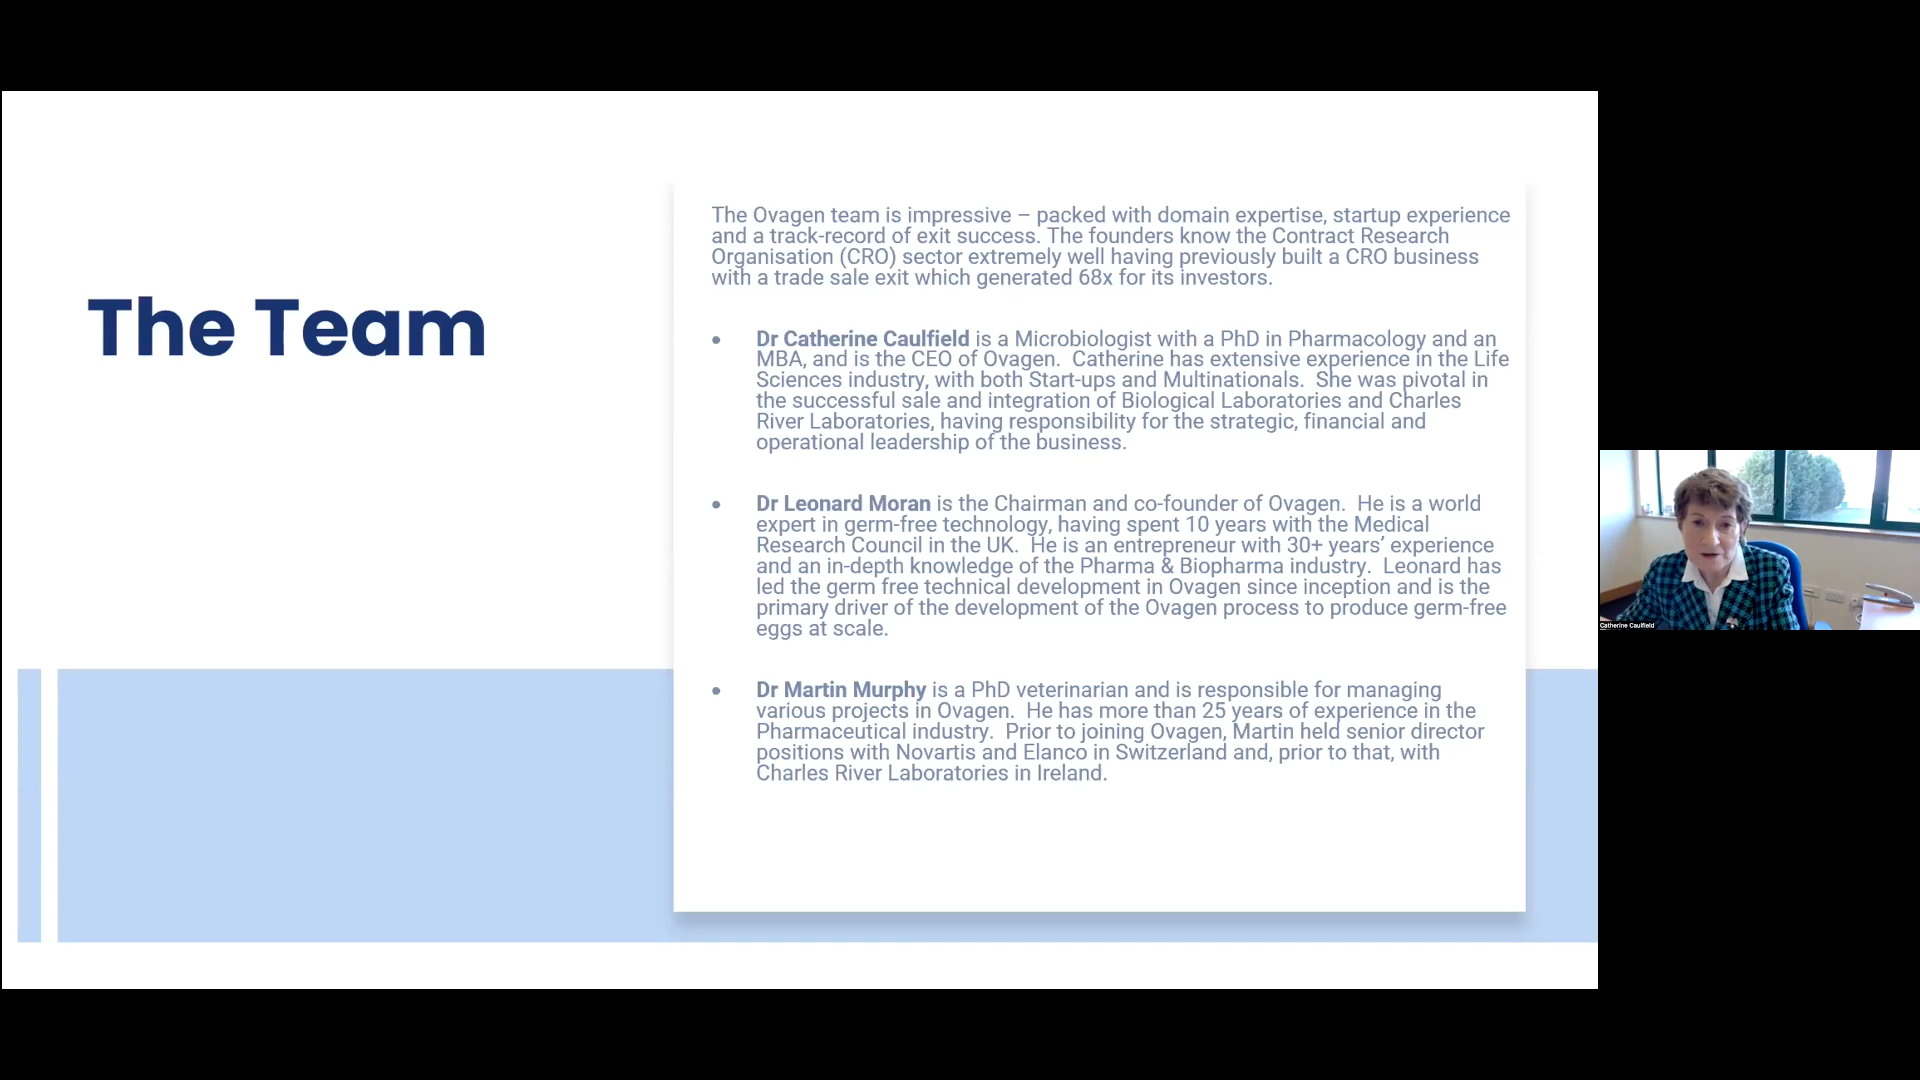 The Team
The Ovagen team is impressive – packed with domain expertise, startup experience
and a track-record of exit success. The founders know the Contract Research
Organisation (CRO) sector extremely well having previously built a CRO business
with a trade sale exit which generated 68x for its investors.
• Dr Catherine Caulfield is a Microbiologist with a PhD in Pharmacology and an
MBA, and is the CEO of Ovagen. Catherine has extensive experience in the Life
Sciences industry, with both Start-ups and Multinationals. She was pivotal in
the successful sale and integration of Biological Laboratories and Charles
River Laboratories, having responsibility for the strategic, financial and
operational leadership of the business.
• Dr Leonard Moran is the Chairman and co-founder of Ovagen. He is a world
expert in germ-free technology, having spent 10 years with the Medical
Research Council in the UK. He is an entrepreneur with 30+ years’ experience
and an in-depth knowledge of the Pharma & Biopharma industry. Leonard has
led the germ free technical development in Ovagen since inception and is the
primary driver of the development of the Ovagen process to produce germ-free
eggs at scale.
• Dr Martin Murphy is a PhD veterinarian and is responsible for managing
various projects in Ovagen. He has more than 25 years of experience in the
Pharmaceutical industry. Prior to joining Ovagen, Martin held senior director
positions with Novartis and Elanco in Switzerland and, prior to that, with
Charles River Laboratories in Ireland.
Catherine Caulfield